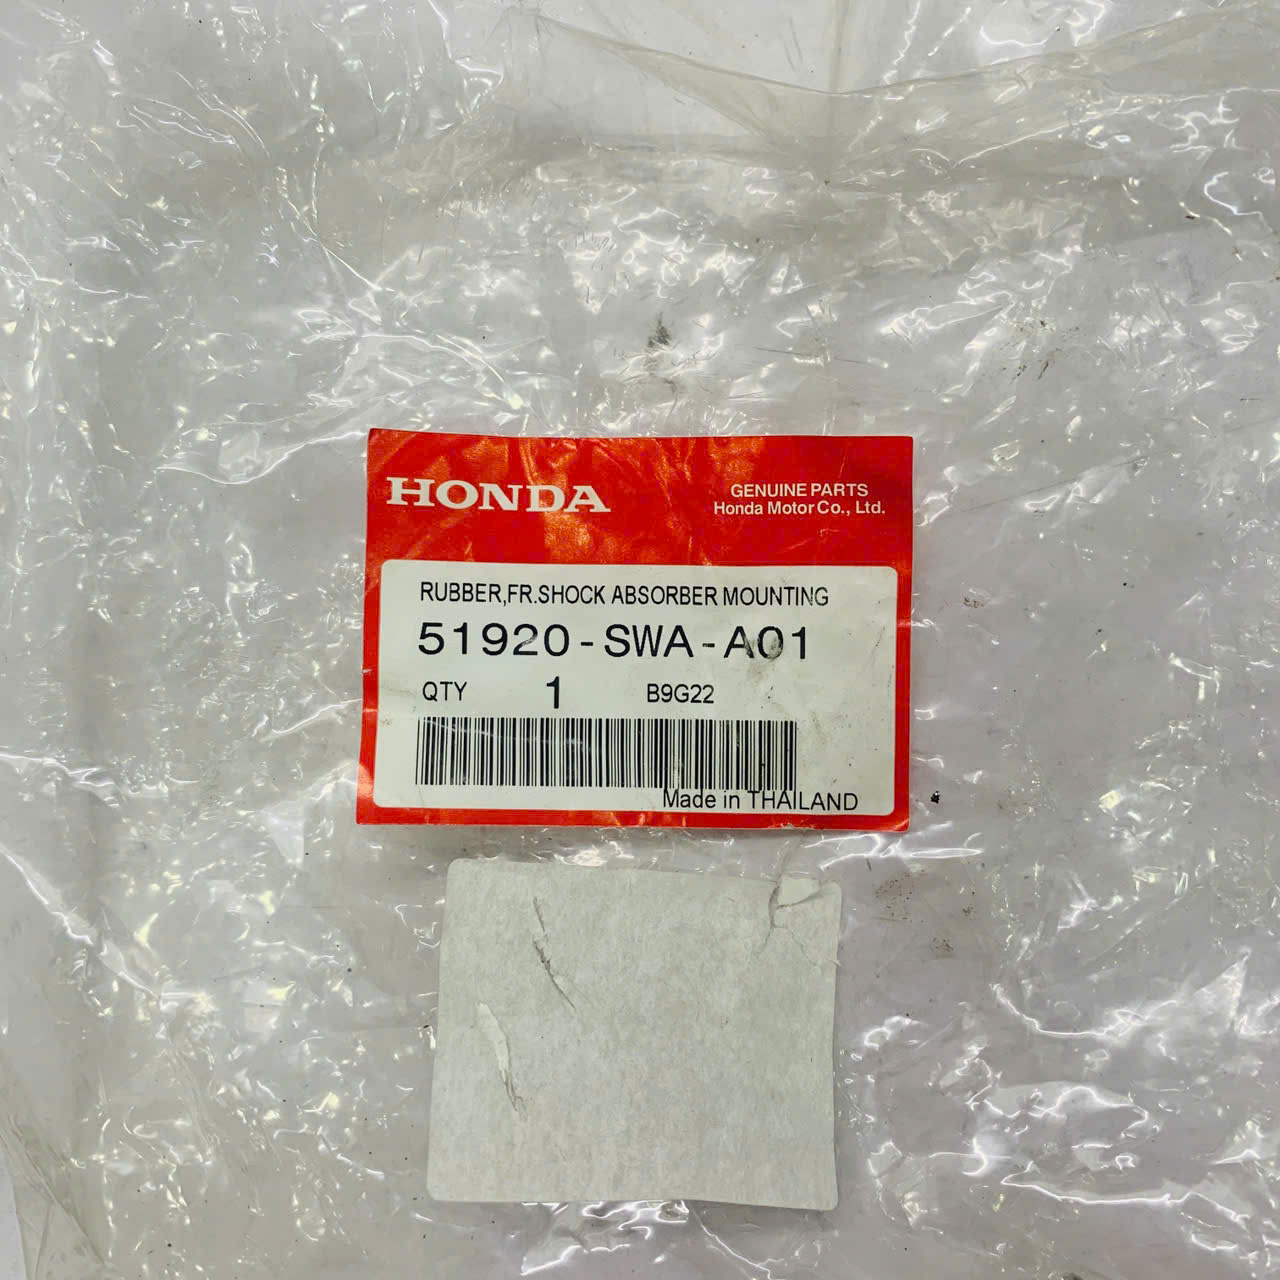 HONDA
GENUINE PARTS
Honda Motor Co., Ltd.
RUBBER,FR.SHOCK ABSORBER MOUNTING
51920-SWA-A01
QTY 1 B9G22
Made in THAILAND